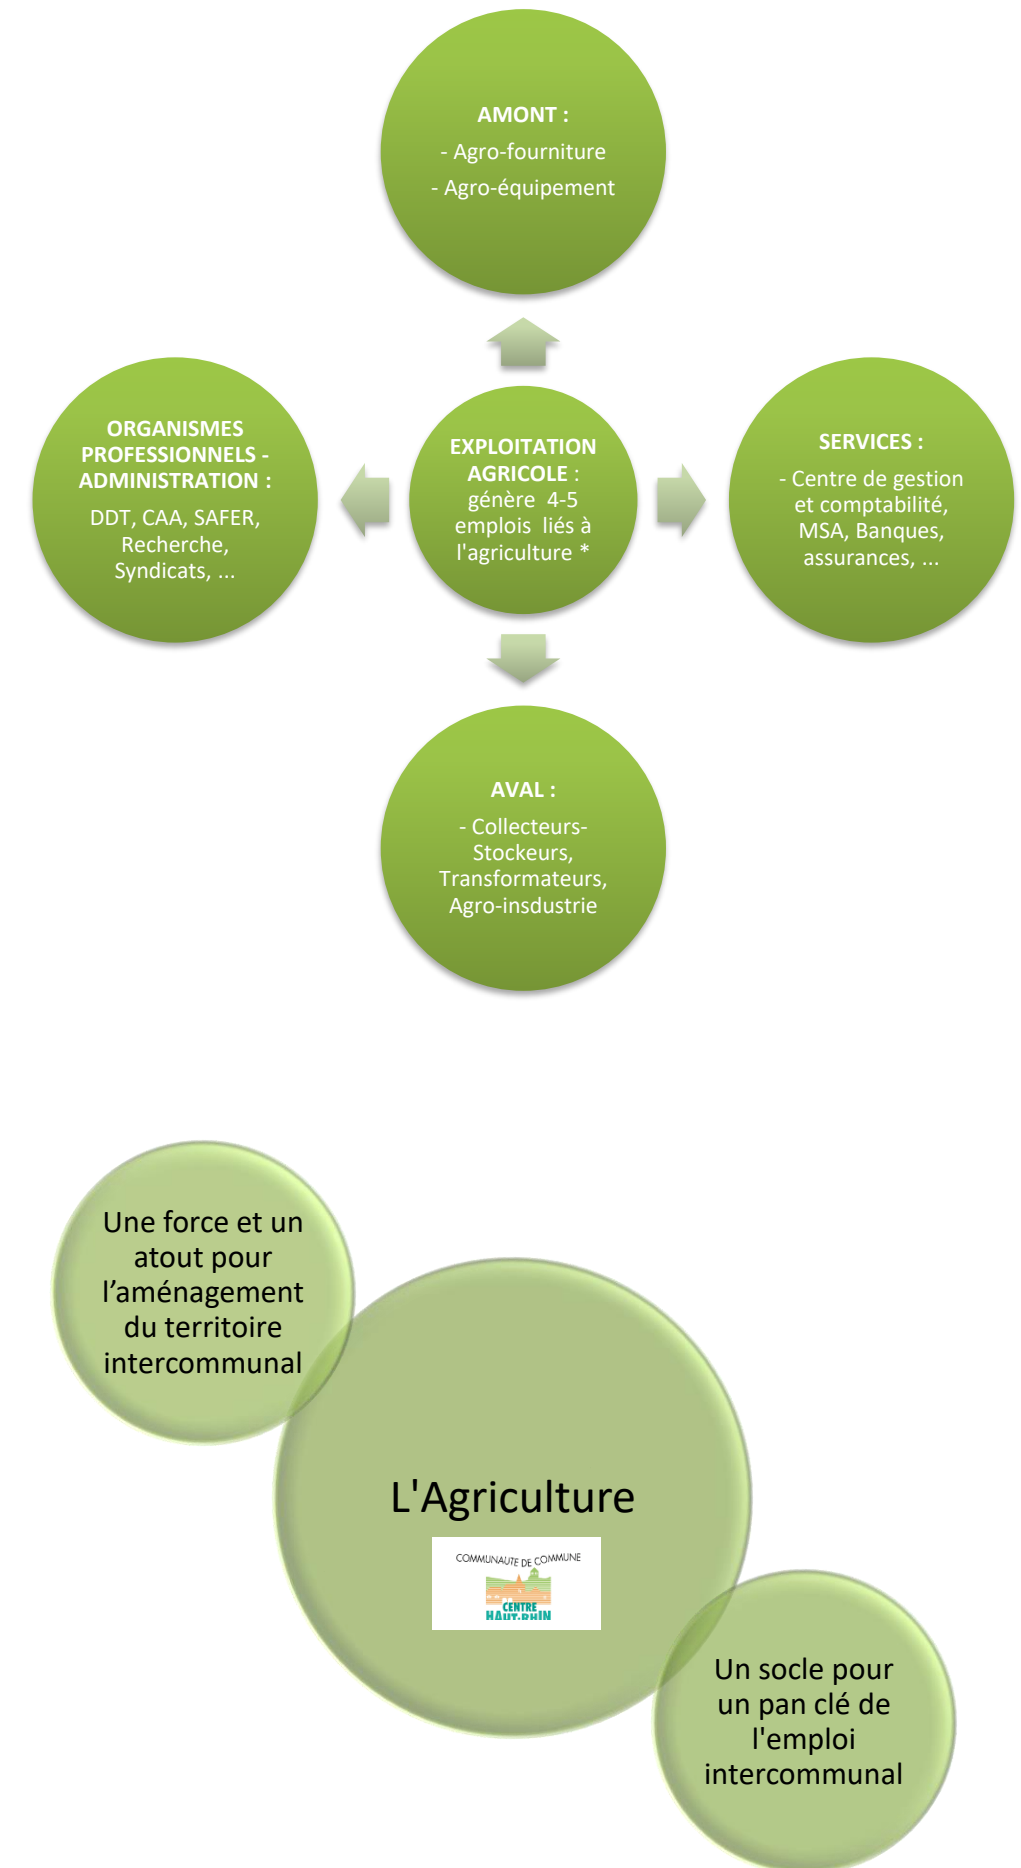 AMONT :
- Agro-fourniture
- Agro-équipement
ORGANISMES
PROFESSIONNELS -
ADMINISTRATION :
DDT, CAA, SAFER,
Recherche,
Syndicats, ...
EXPLOITATION
AGRICOLE :
génère 4-5
emplois liés à
l'agriculture *
SERVICES :
- Centre de gestion
et comptabilité,
MSA, Banques,
assurances, ...
AVAL :
- Collecteurs-
Stockeurs,
Transformateurs,
Agro-insdustrie
Une force et un
atout pour
l’aménagement
du territoire
intercommunal
L'Agriculture
COMMUNAUTE DE COMMUNE
CENTRE
HAUT-RHIN
Un socle pour
un pan clé de
l'emploi
intercommunal